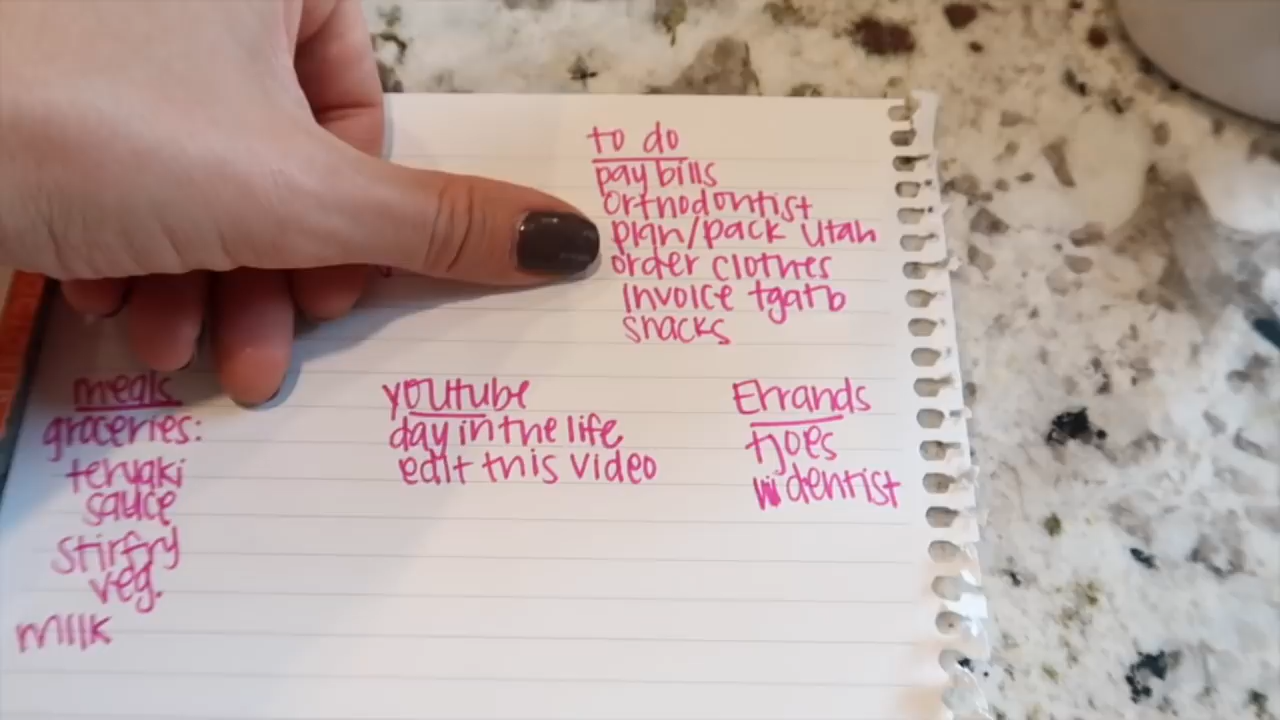 to do
pay bills
orthodontist
plan/pack Utah
order clothes
invoice tgatb
snacks
meals
groceries:
teryaki
sauce
stirfry
veg.
milk
youtube
day in the life
edit this video
Errands
tjoes
dentist